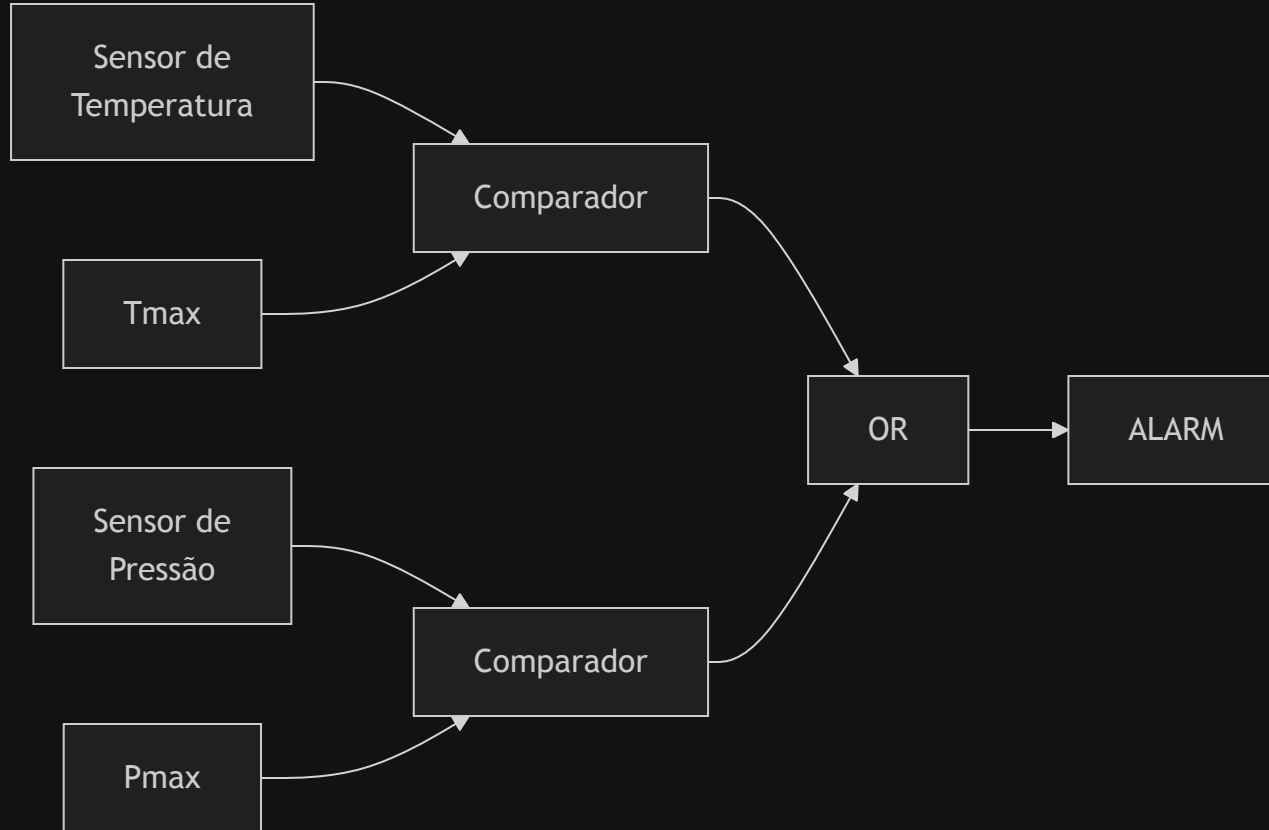 Sensor de
Temperatura
Comparador
Tmax
OR
ALARM
Sensor de
Pressão
Comparador
Pmax